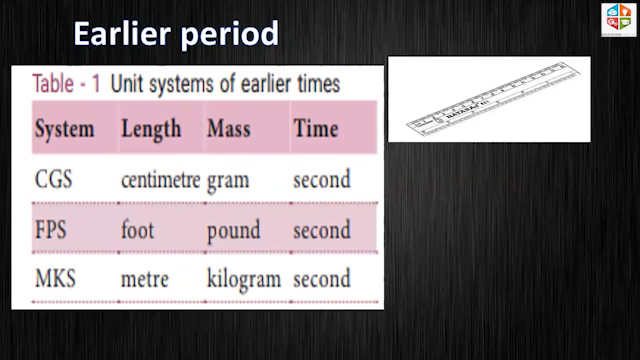 Earlier period
Table - 1 Unit systems of earlier times
System Length Mass Time
CGS centimetre gram second
FPS foot pound second
MKS metre kilogram second
NATARAJ